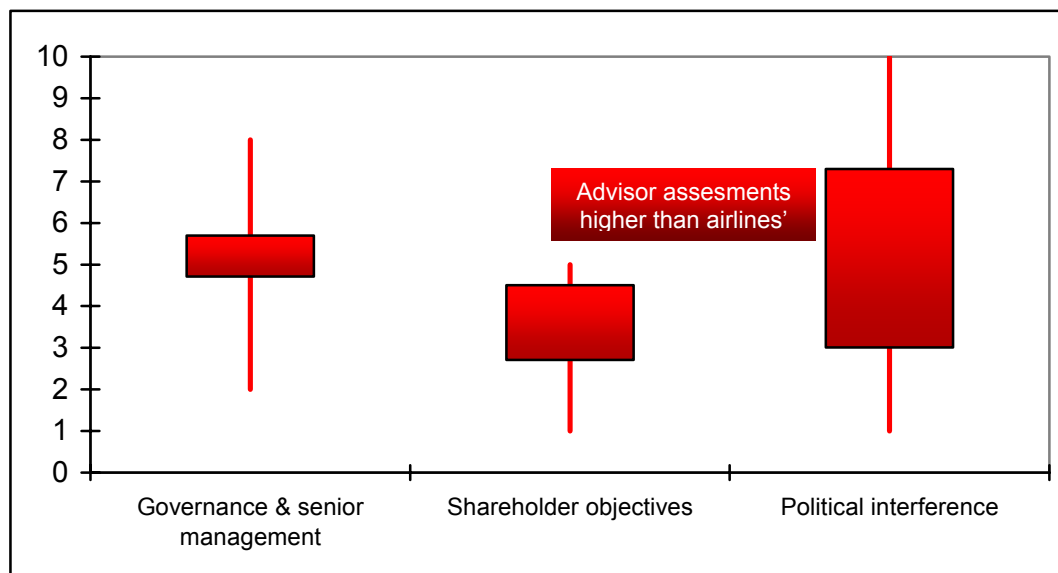 10
9
8
7
6
5
4
3
2
1
0
Advisor assesments
higher than airlines’
Governance & senior
management
Shareholder objectives
Political interference